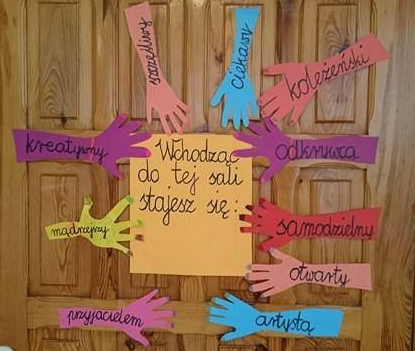 szczęśliwy
ciekawy
koleżeński
kreatywny
odkrywcą
Wchodząc
do tej sali
stajesz się:
mądrzejszy
samodzielny
otwarty
przyjacielem
artystą